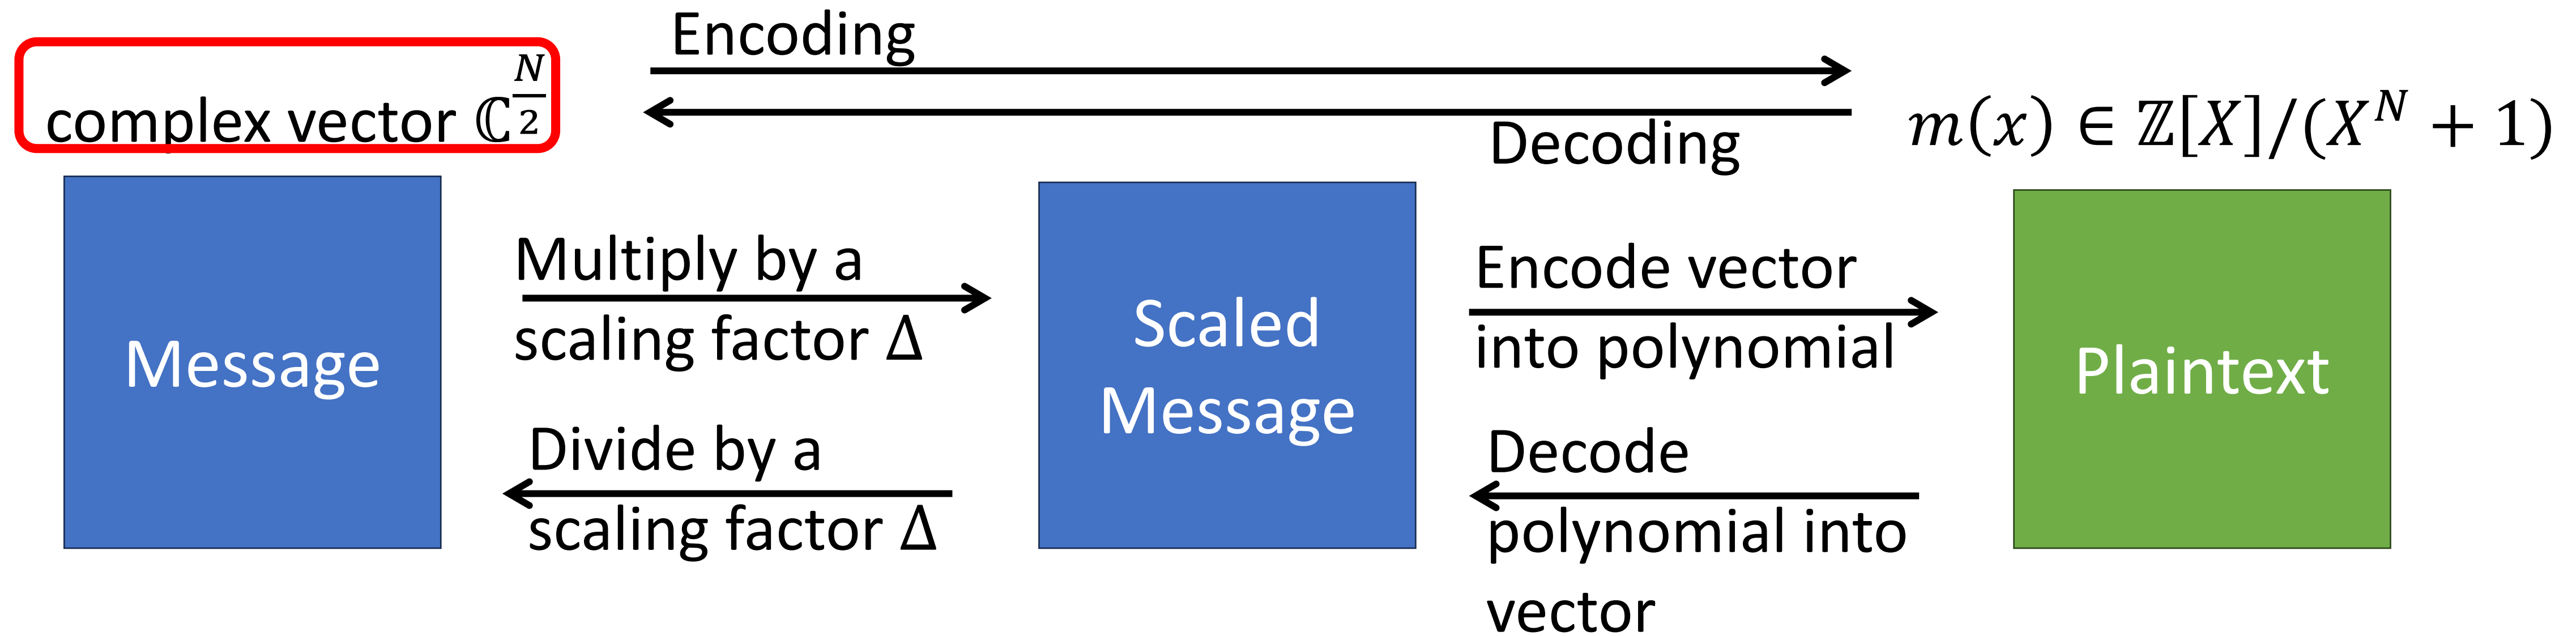 Encoding
complex vector ℂ^(N/2)
Decoding
m(x) ∈ ℤ[X]/(X^N + 1)
Message
Multiply by a
scaling factor Δ
Divide by a
scaling factor Δ
Scaled
Message
Encode vector
into polynomial
Decode
polynomial into
vector
Plaintext